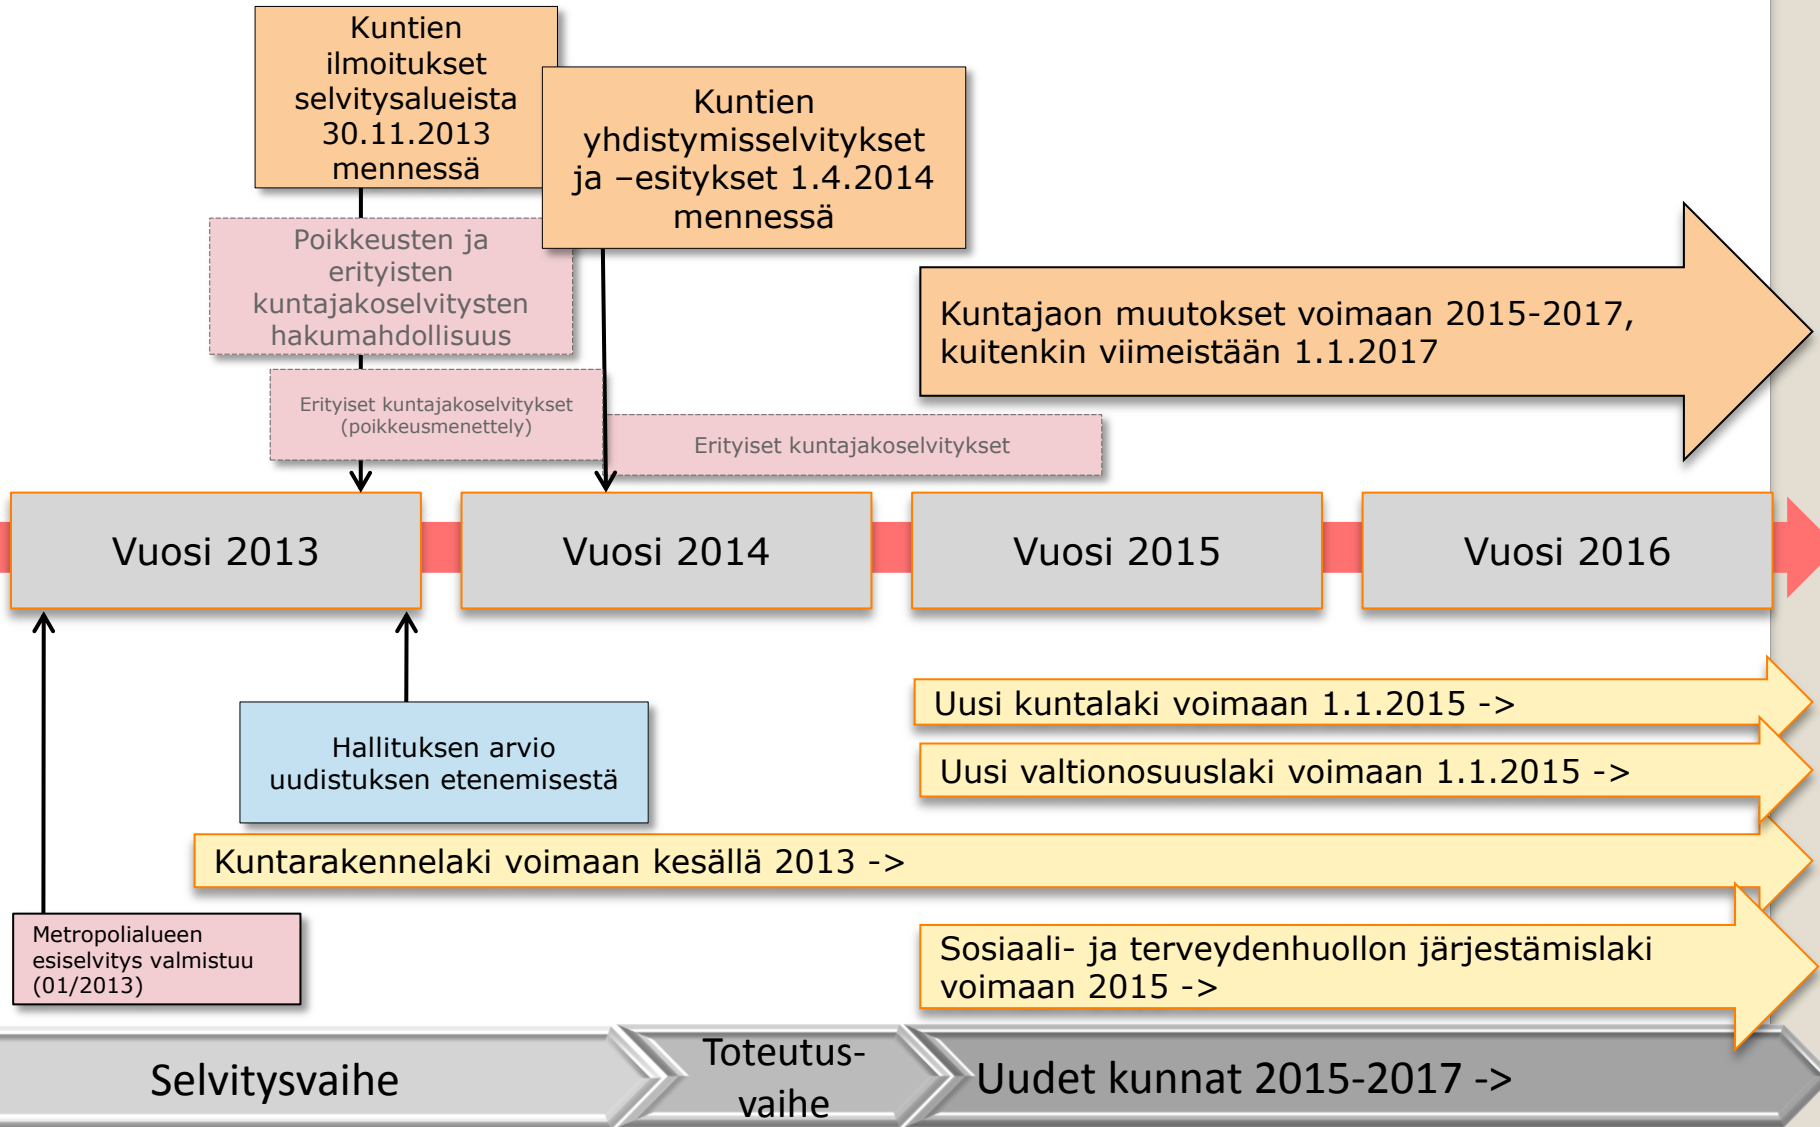 Kuntien
ilmoitukset
selvitysalueista
30.11.2013
mennessä
Kuntien
yhdistymisselvitykset
ja –esitykset 1.4.2014
mennessä
Poikkeusten ja
erityisten
kuntajakoselvitysten
hakumahdollisuus
Kuntajaon muutokset voimaan 2015-2017,
kuitenkin viimeistään 1.1.2017
Erityiset kuntajakoselvitykset
(poikkeusmenettely)
Erityiset kuntajakoselvitykset
Vuosi 2013
Vuosi 2014
Vuosi 2015
Vuosi 2016
Uusi kuntalaki voimaan 1.1.2015 ->
Hallituksen arvio
uudistuksen etenemisestä
Uusi valtionosuuslaki voimaan 1.1.2015 ->
Kuntarakennelaki voimaan kesällä 2013 ->
Metropolialueen
esiselvitys valmistuu
(01/2013)
Sosiaali- ja terveydenhuollon järjestämislaki
voimaan 2015 ->
Selvitysvaihe
Toteutus-
vaihe
Uudet kunnat 2015-2017 ->